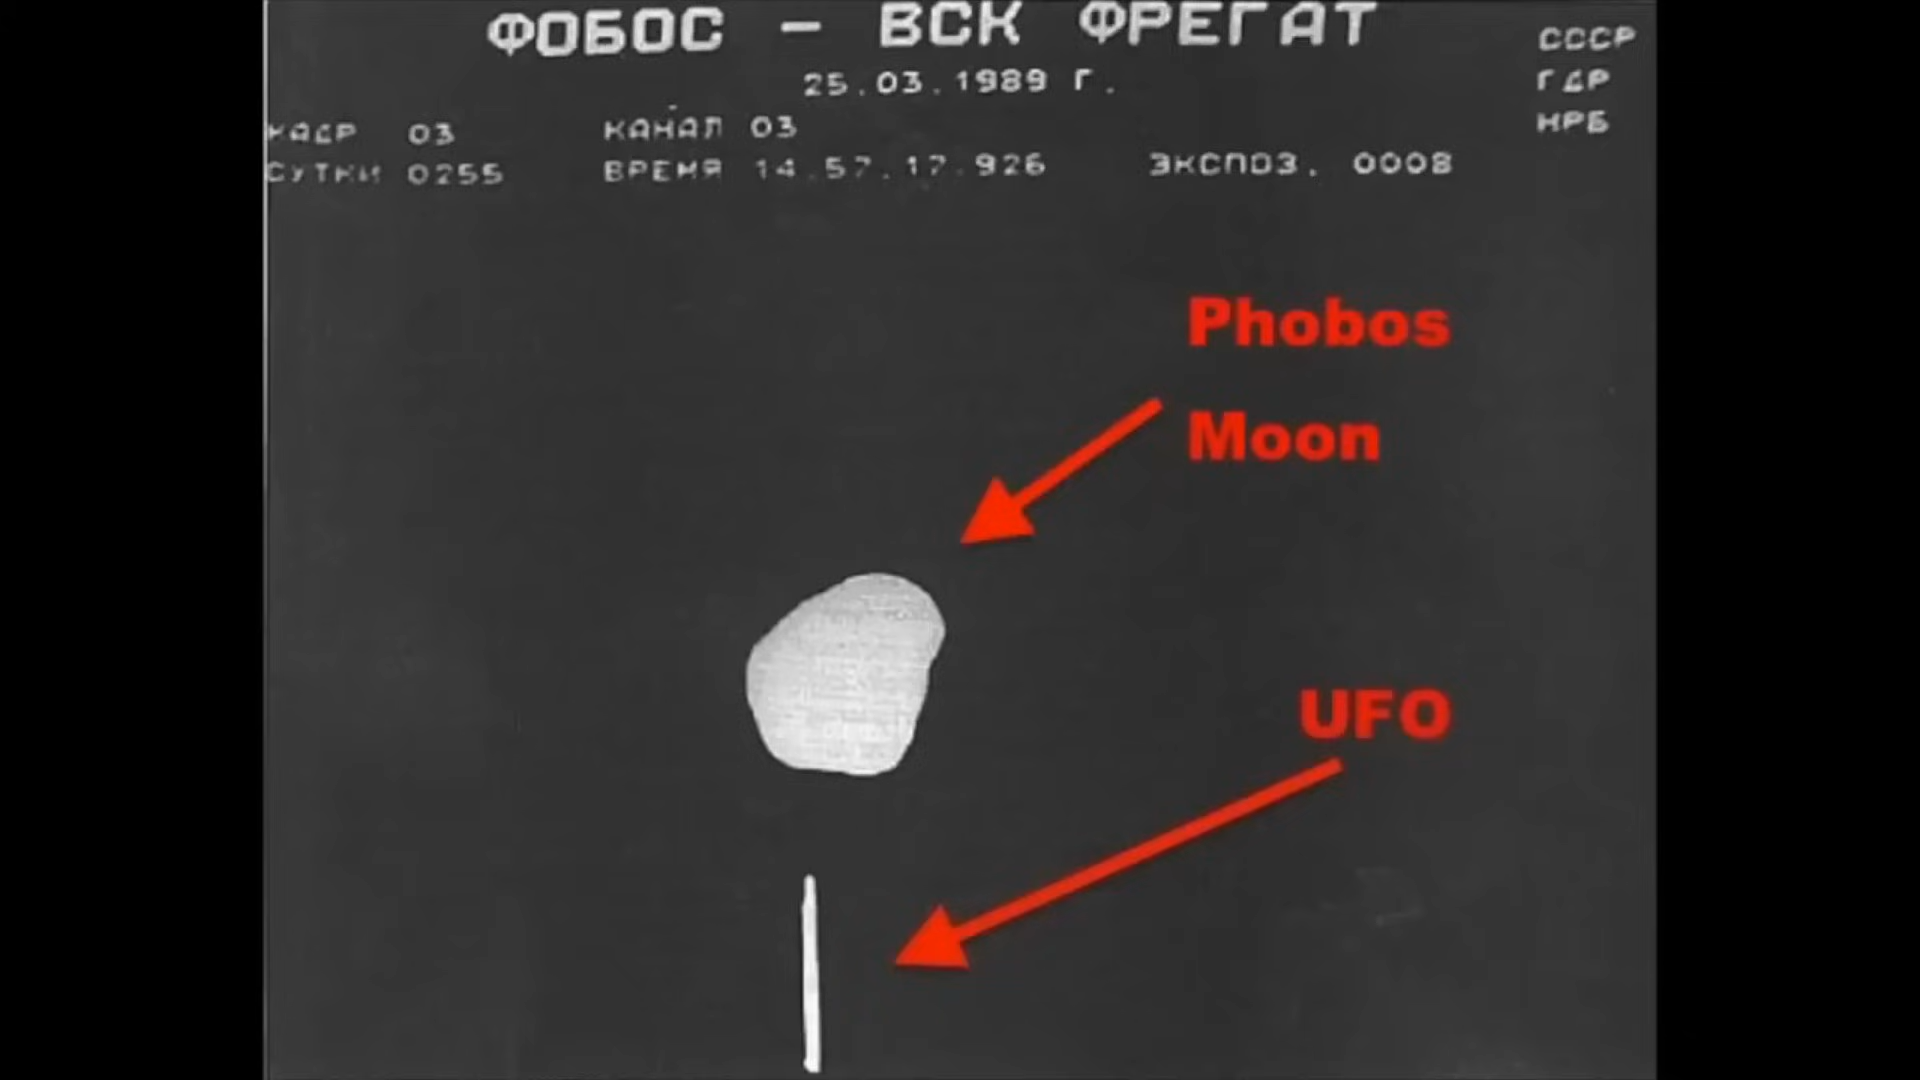 ФОБОС - ВСК ФРЕГАТ
25.03.1989 Г.
СССР
ГДР
НРБ
КАДР 03 КАНАЛ 03
СУТКИ 0255 ВРЕМЯ 14.57.17.926 ЭКСПОЗ. 0008
Phobos
Moon
UFO